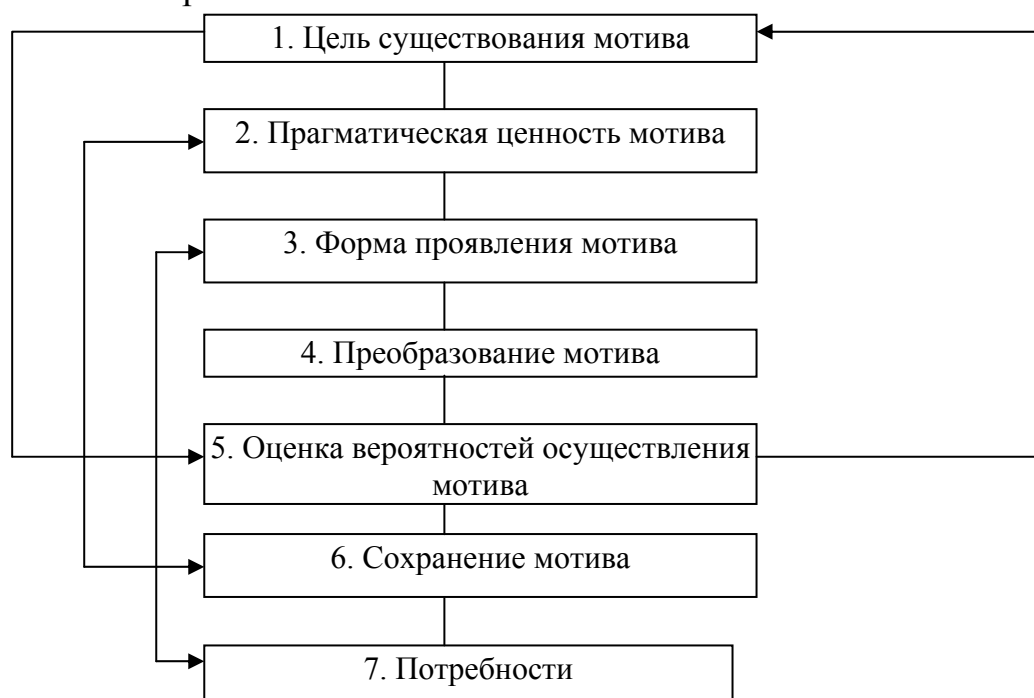 1. Цель существования мотива
2. Прагматическая ценность мотива
3. Форма проявления мотива
4. Преобразование мотива
5. Оценка вероятностей осуществления
мотива
6. Сохранение мотива
7. Потребности